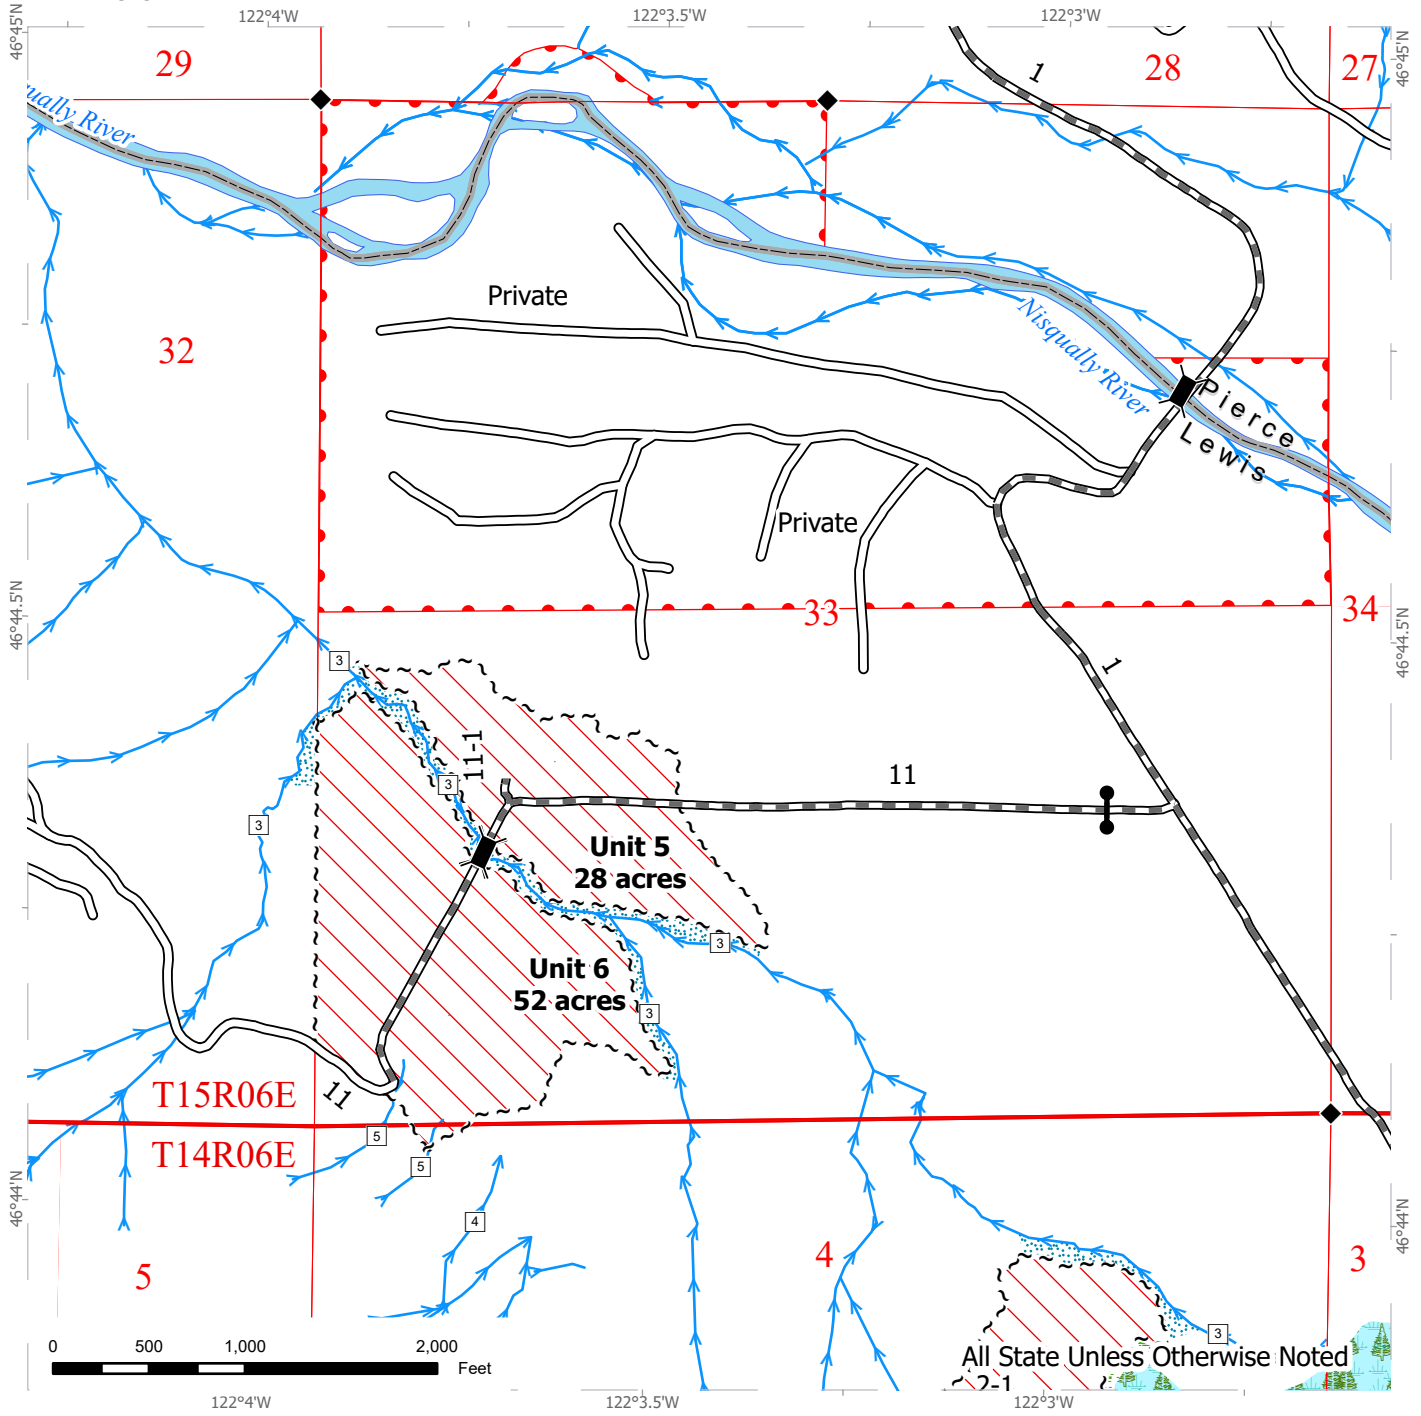 122°4'W
122°3.5'W
122°3'W
46°45'N
46°45'N
29
28
27
1
Nisqually River
Private
32
Nisqually River
Pierce
Lewis
Private
33
34
46°44.5'N
46°44.5'N
3
1
11-1
3
11
3
Unit 5
28 acres
3
Unit 6
52 acres
3
T15R06E
11
5
T14R06E
5
46°44'N
46°44'N
4
5
4
3
3
0 500 1,000 2,000
Feet
All State Unless Otherwise Noted
2-1
122°4'W
122°3.5'W
122°3'W